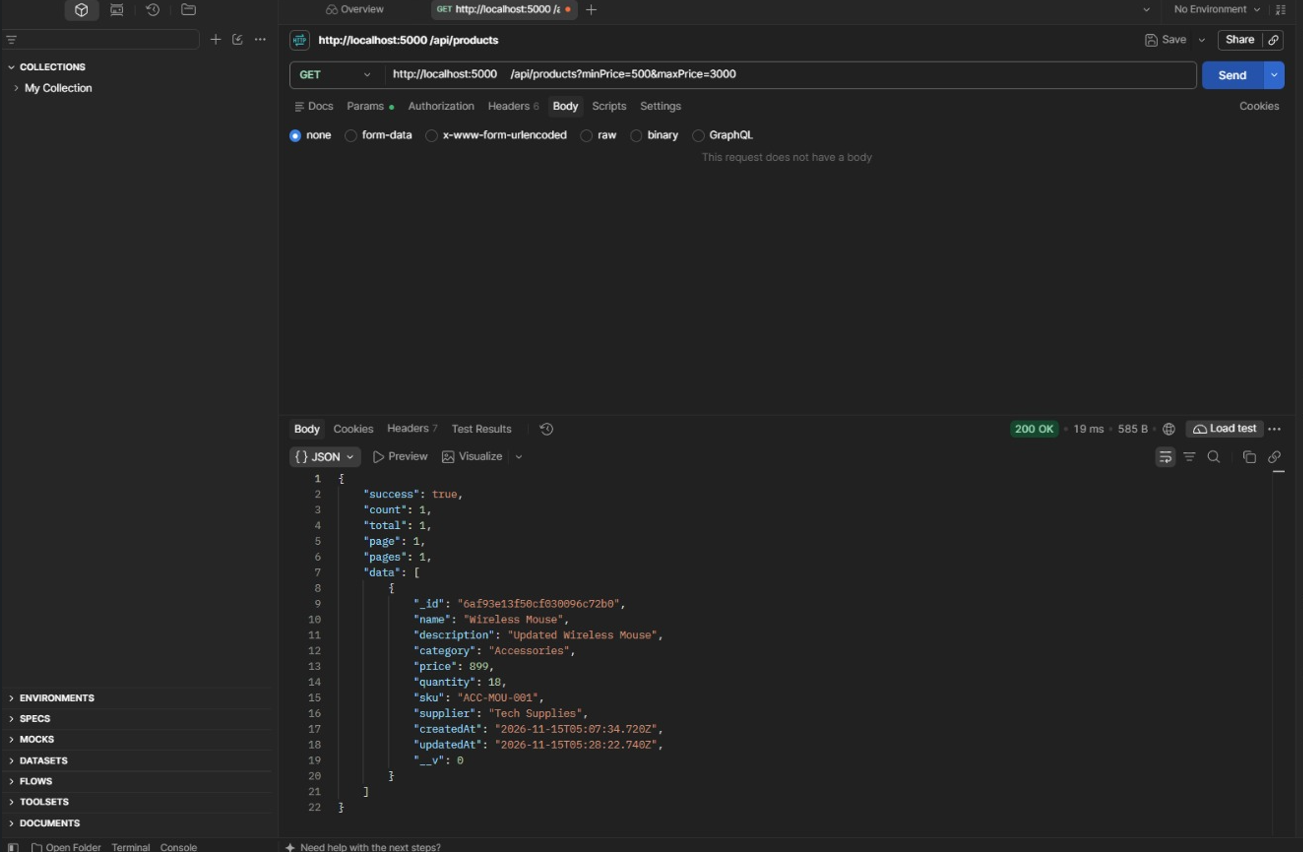 Overview
GET http://localhost:5000 /a
No Environment
http://localhost:5000 /api/products
Save
Share
COLLECTIONS
My Collection
GET
http://localhost:5000 /api/products?minPrice=500&maxPrice=3000
Send
Docs Params Authorization Headers 6 Body Scripts Settings
Cookies
none form-data x-www-form-urlencoded raw binary GraphQL
This request does not have a body
Body Cookies Headers 7 Test Results
200 OK • 19 ms • 585 B
Load test
{ } JSON Preview Visualize
1 {
2 "success": true,
3 "count": 1,
4 "total": 1,
5 "page": 1,
6 "pages": 1,
7 "data": [
8 {
9 "_id": "6af93e13f50cf030096c72b0",
10 "name": "Wireless Mouse",
11 "description": "Updated Wireless Mouse",
12 "category": "Accessories",
13 "price": 899,
14 "quantity": 18,
15 "sku": "ACC-MOU-001",
16 "supplier": "Tech Supplies",
17 "createdAt": "2026-11-15T05:07:34.720Z",
18 "updatedAt": "2026-11-15T05:28:22.740Z",
19 "__v": 0
20 }
21 ]
22 }
ENVIRONMENTS
SPECS
MOCKS
DATASETS
FLOWS
TOOLSETS
DOCUMENTS
Open Folder Terminal Console
Need help with the next steps?